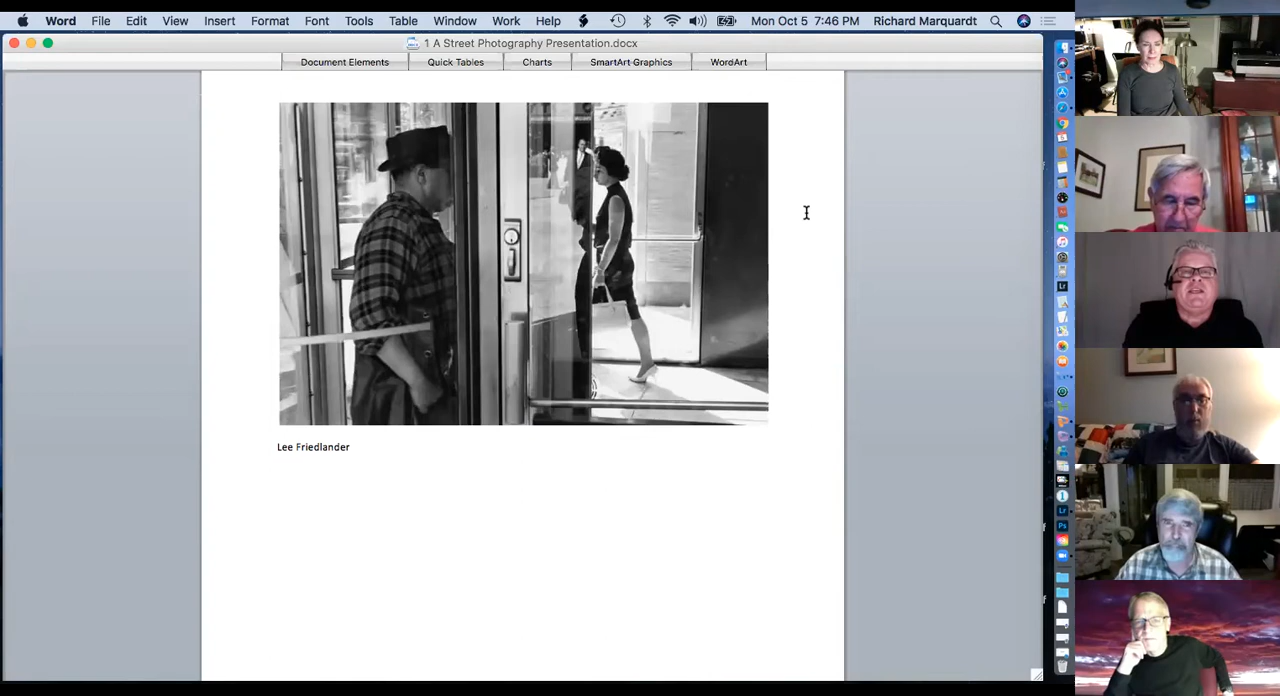 Word File Edit View Insert Format Font Tools Table Window Work Help Mon Oct 5 7:46 PM Richard Marquardt
1 A Street Photography Presentation.docx
Document Elements Quick Tables Charts SmartArt Graphics WordArt
Lee Friedlander